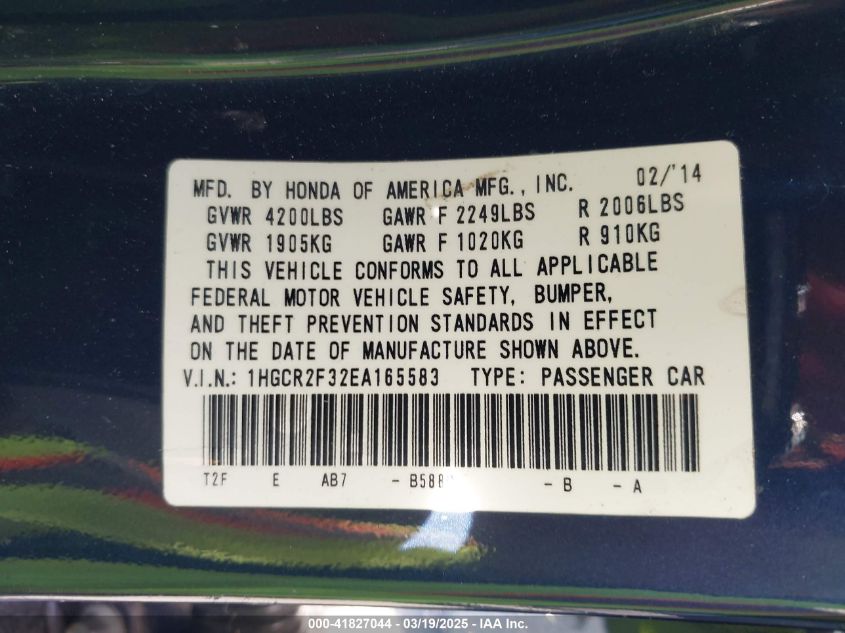 MFD. BY HONDA OF AMERICA MFG., INC. 02/'14
GVWR 4200LBS GAWR F 2249LBS R 2006LBS
GVWR 1905KG GAWR F 1020KG R 910KG
THIS VEHICLE CONFORMS TO ALL APPLICABLE
FEDERAL MOTOR VEHICLE SAFETY, BUMPER,
AND THEFT PREVENTION STANDARDS IN EFFECT
ON THE DATE OF MANUFACTURE SHOWN ABOVE.
V.I.N.: 1HGCR2F32EA165583 TYPE: PASSENGER CAR
T2F E AB7 - B588 - B - A
000-41827044 — 03/19/2025 — IAA Inc.